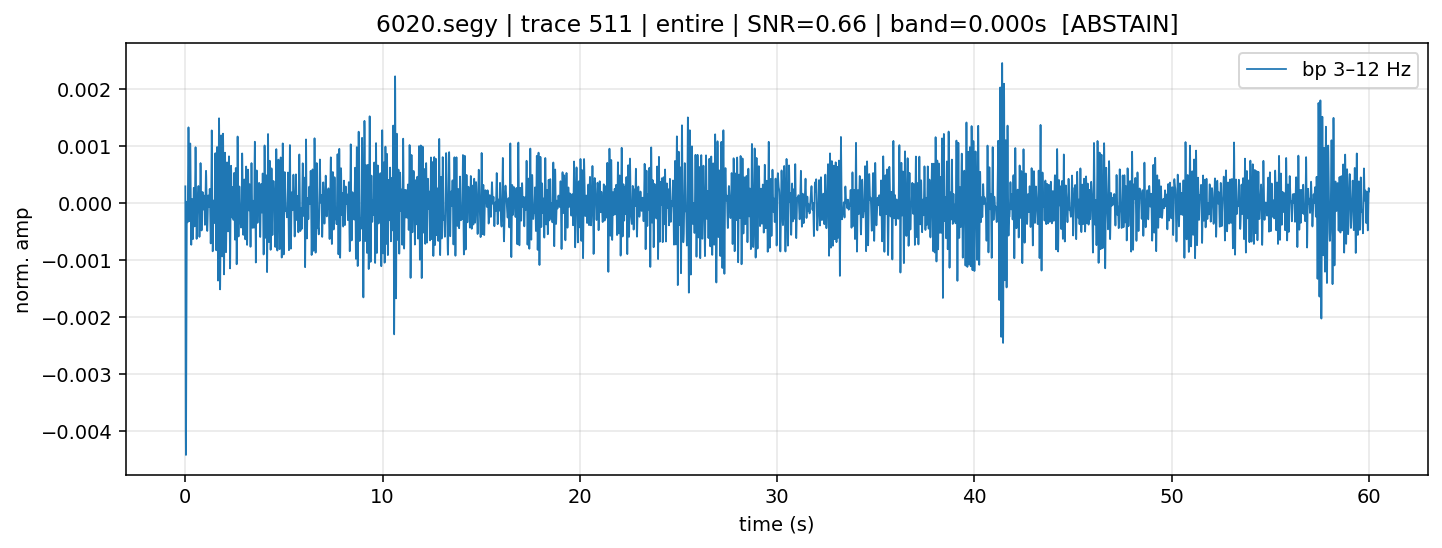 6020.segy | trace 511 | entire | SNR=0.66 | band=0.000s  [ABSTAIN]
bp 3–12 Hz
0.002
0.001
0.000
−0.001
−0.002
−0.003
−0.004
norm. amp
0 10 20 30 40 50 60
time (s)